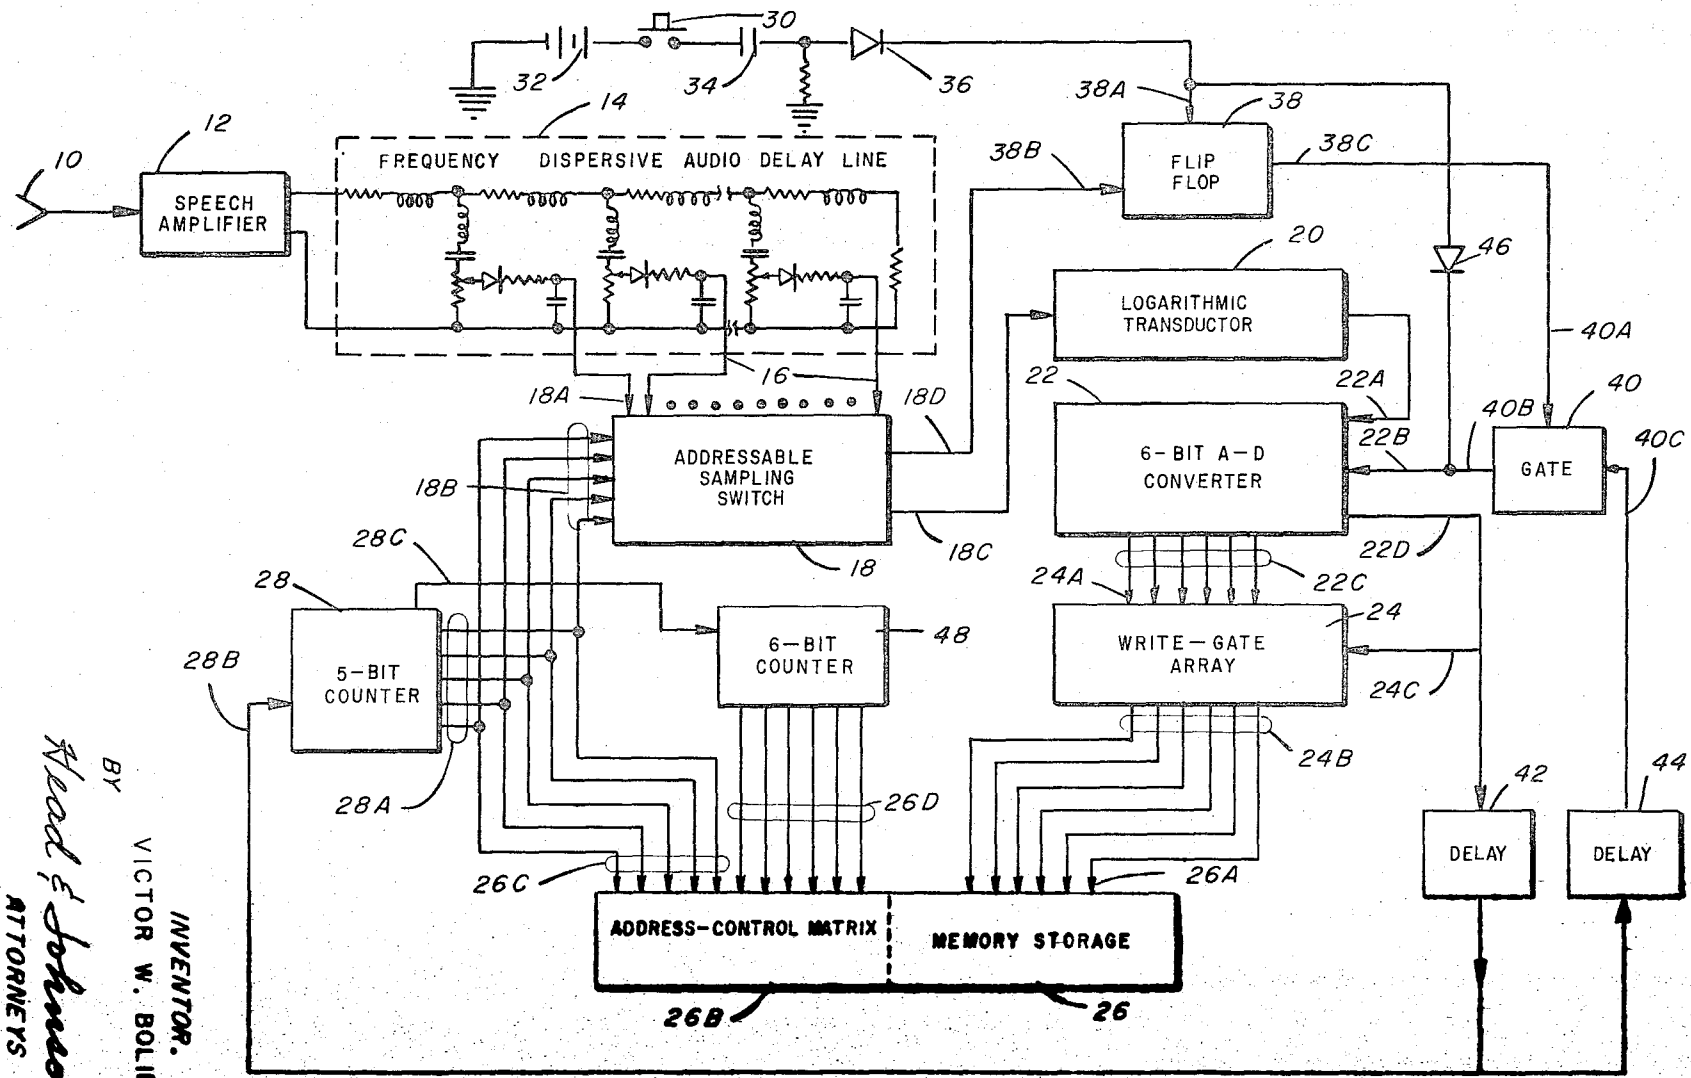 30
32
34
36
38A
38
38B
38C
FLIP
FLOP
10
12
14
SPEECH
AMPLIFIER
FREQUENCY DISPERSIVE AUDIO DELAY LINE
46
20
LOGARITHMIC
TRANSDUCTOR
40A
16
18A
18D
22
22A
40
40B
40C
22B
18B
ADDRESSABLE
SAMPLING
SWITCH
6-BIT A-D
CONVERTER
GATE
28C
18
18C
22D
22C
28
24A
24
28B
5-BIT
COUNTER
6-BIT
COUNTER
48
WRITE-GATE
ARRAY
24C
28A
26D
24B
42
44
DELAY
DELAY
26C
26A
ADDRESS-CONTROL MATRIX
MEMORY STORAGE
26B
26
INVENTOR.
VICTOR W.
BY
Head & Johnson
ATTORNEYS